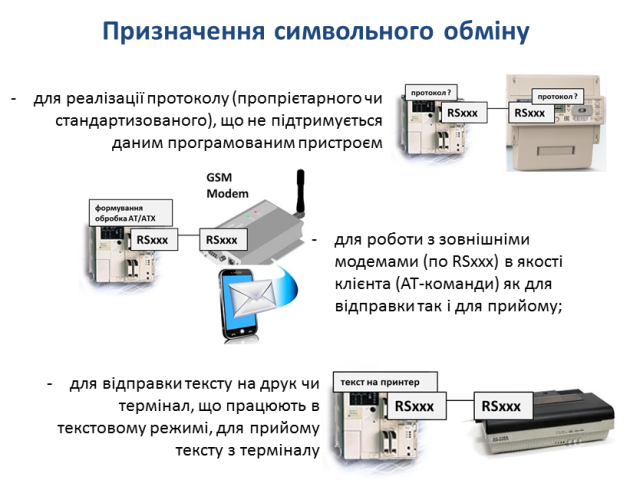 Призначення символьного обміну
- для реалізації протоколу (пропрієтарного чи
стандартизованого), що не підтримується
даним програмованим пристроєм
протокол ?
RSxxx
RSxxx
протокол ?
GSM
Modem
формування
обробка AT/ATX
RSxxx
RSxxx
- для роботи з зовнішніми
модемами (по RSxxx) в якості
клієнта (АТ-команди) як для
відправки так і для прийому;
- для відправки тексту на друк чи
термінал, що працюють в
текстовому режимі, для прийому
тексту з терміналу
текст на принтер
RSxxx
RSxxx